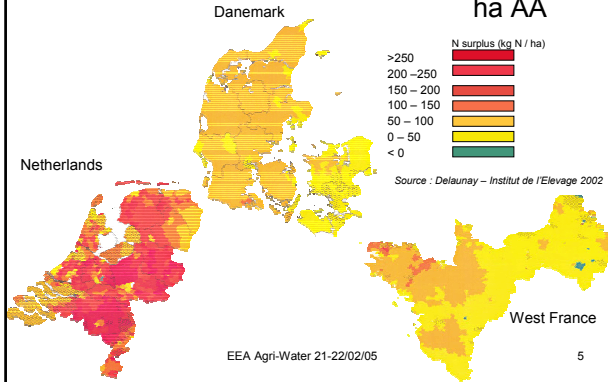 ha AA
Danemark
N surplus (kg N / ha)
>250
200 –250
150 – 200
100 – 150
50 – 100
0 – 50
< 0
Netherlands
Source : Delaunay – Institut de l'Elevage 2002
West France
EEA Agri-Water 21-22/02/05
5